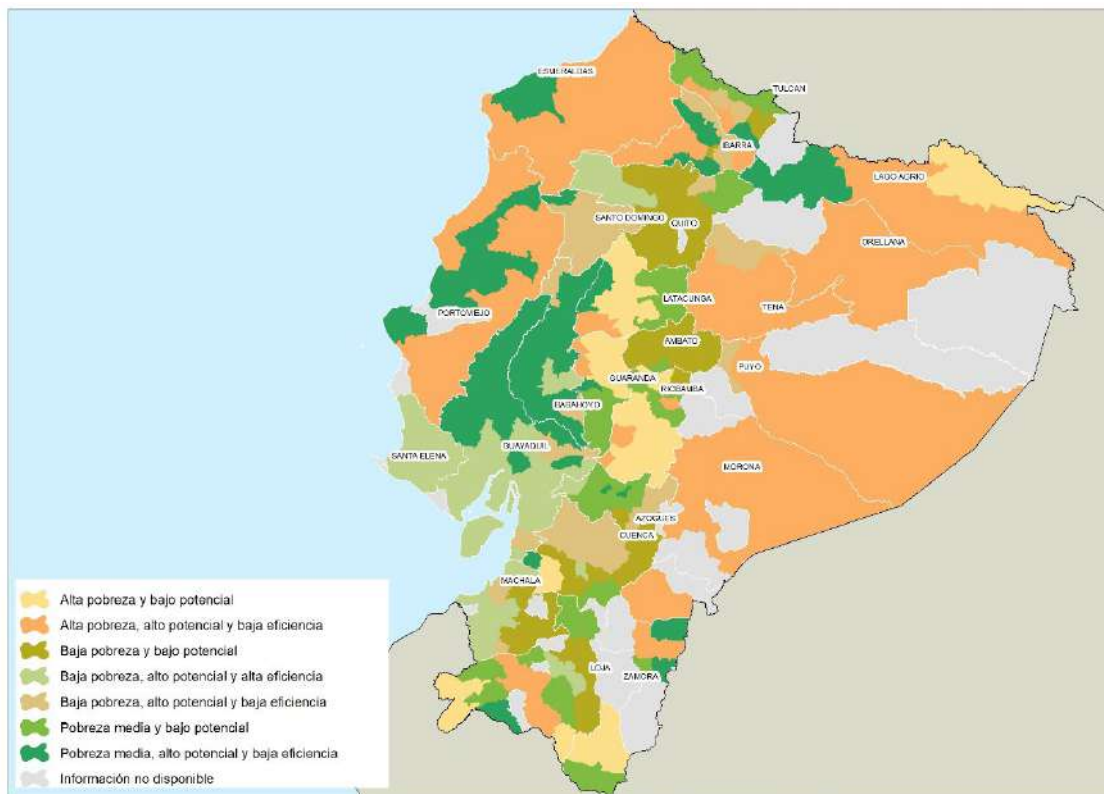 ESMERALDAS
TULCAN
IBARRA
LAGO AGRIO
SANTO DOMINGO
QUITO
ORELLANA
LATACUNGA
TENA
PORTOVIEJO
AMBATO
PUYO
GUARANDA
RIOBAMBA
BABAHOYO
GUAYAQUIL
SANTA ELENA
MORONA
AZOGUES
CUENCA
MACHALA
LOJA
ZAMORA
Alta pobreza y bajo potencial
Alta pobreza, alto potencial y baja eficiencia
Baja pobreza y bajo potencial
Baja pobreza, alto potencial y alta eficiencia
Baja pobreza, alto potencial y baja eficiencia
Pobreza media y bajo potencial
Pobreza media, alto potencial y baja eficiencia
Información no disponible